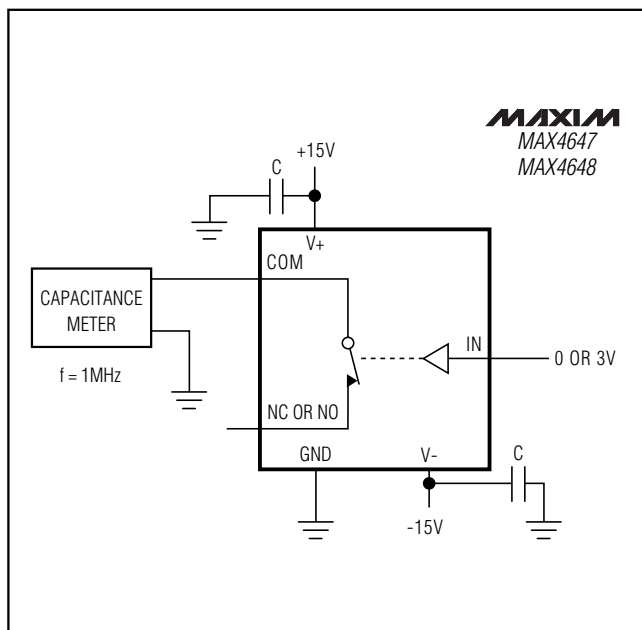 MAXIM
MAX4647
MAX4648
+15V
C
V+
COM
CAPACITANCE
METER
f = 1MHz
IN
0 OR 3V
NC OR NO
GND
V-
C
-15V